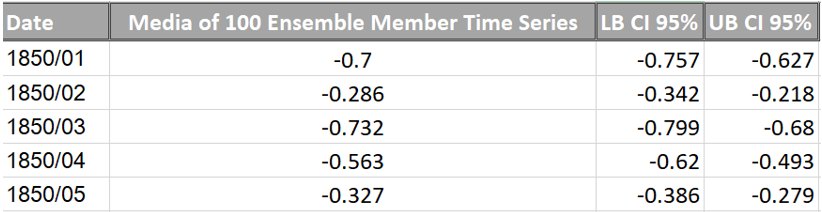 Date Media of 100 Ensemble Member Time Series LB CI 95% UB CI 95%
1850/01 -0.7 -0.757 -0.627
1850/02 -0.286 -0.342 -0.218
1850/03 -0.732 -0.799 -0.68
1850/04 -0.563 -0.62 -0.493
1850/05 -0.327 -0.386 -0.279